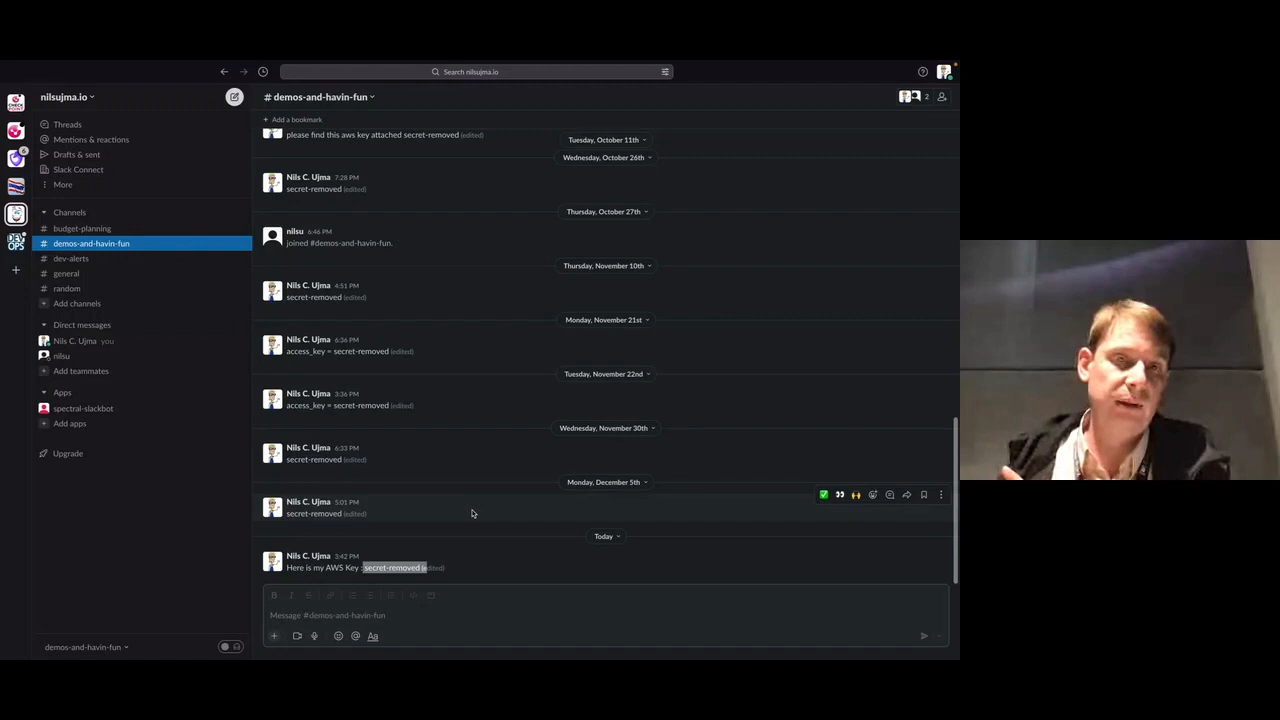 Search nilsujma.io
nilsujma.io
# demos-and-havin-fun
2
Add a bookmark
Threads
Mentions & reactions
Drafts & sent
Slack Connect
More
Channels
# budget-planning
# demos-and-havin-fun
# dev-alerts
# general
# random
Add channels
Direct messages
Nils C. Ujma you
nilsu
Add teammates
Apps
spectral-slackbot
Add apps
Upgrade
demos-and-havin-fun
6
CHECK POINT
DEV OPS
please find this aws key attached secret-removed (edited)
Tuesday, October 11th
Wednesday, October 26th
Nils C. Ujma 7:28 PM
secret-removed (edited)
Thursday, October 27th
nilsu 6:46 PM
joined #demos-and-havin-fun.
Thursday, November 10th
Nils C. Ujma 4:51 PM
secret-removed (edited)
Monday, November 21st
Nils C. Ujma 6:36 PM
access_key = secret-removed (edited)
Tuesday, November 22nd
Nils C. Ujma 3:36 PM
access_key = secret-removed (edited)
Wednesday, November 30th
Nils C. Ujma 6:33 PM
secret-removed (edited)
Monday, December 5th
Nils C. Ujma 5:01 PM
secret-removed (edited)
Today
Nils C. Ujma 3:42 PM
Here is my AWS Key : secret-removed (edited)
Message #demos-and-havin-fun
Aa